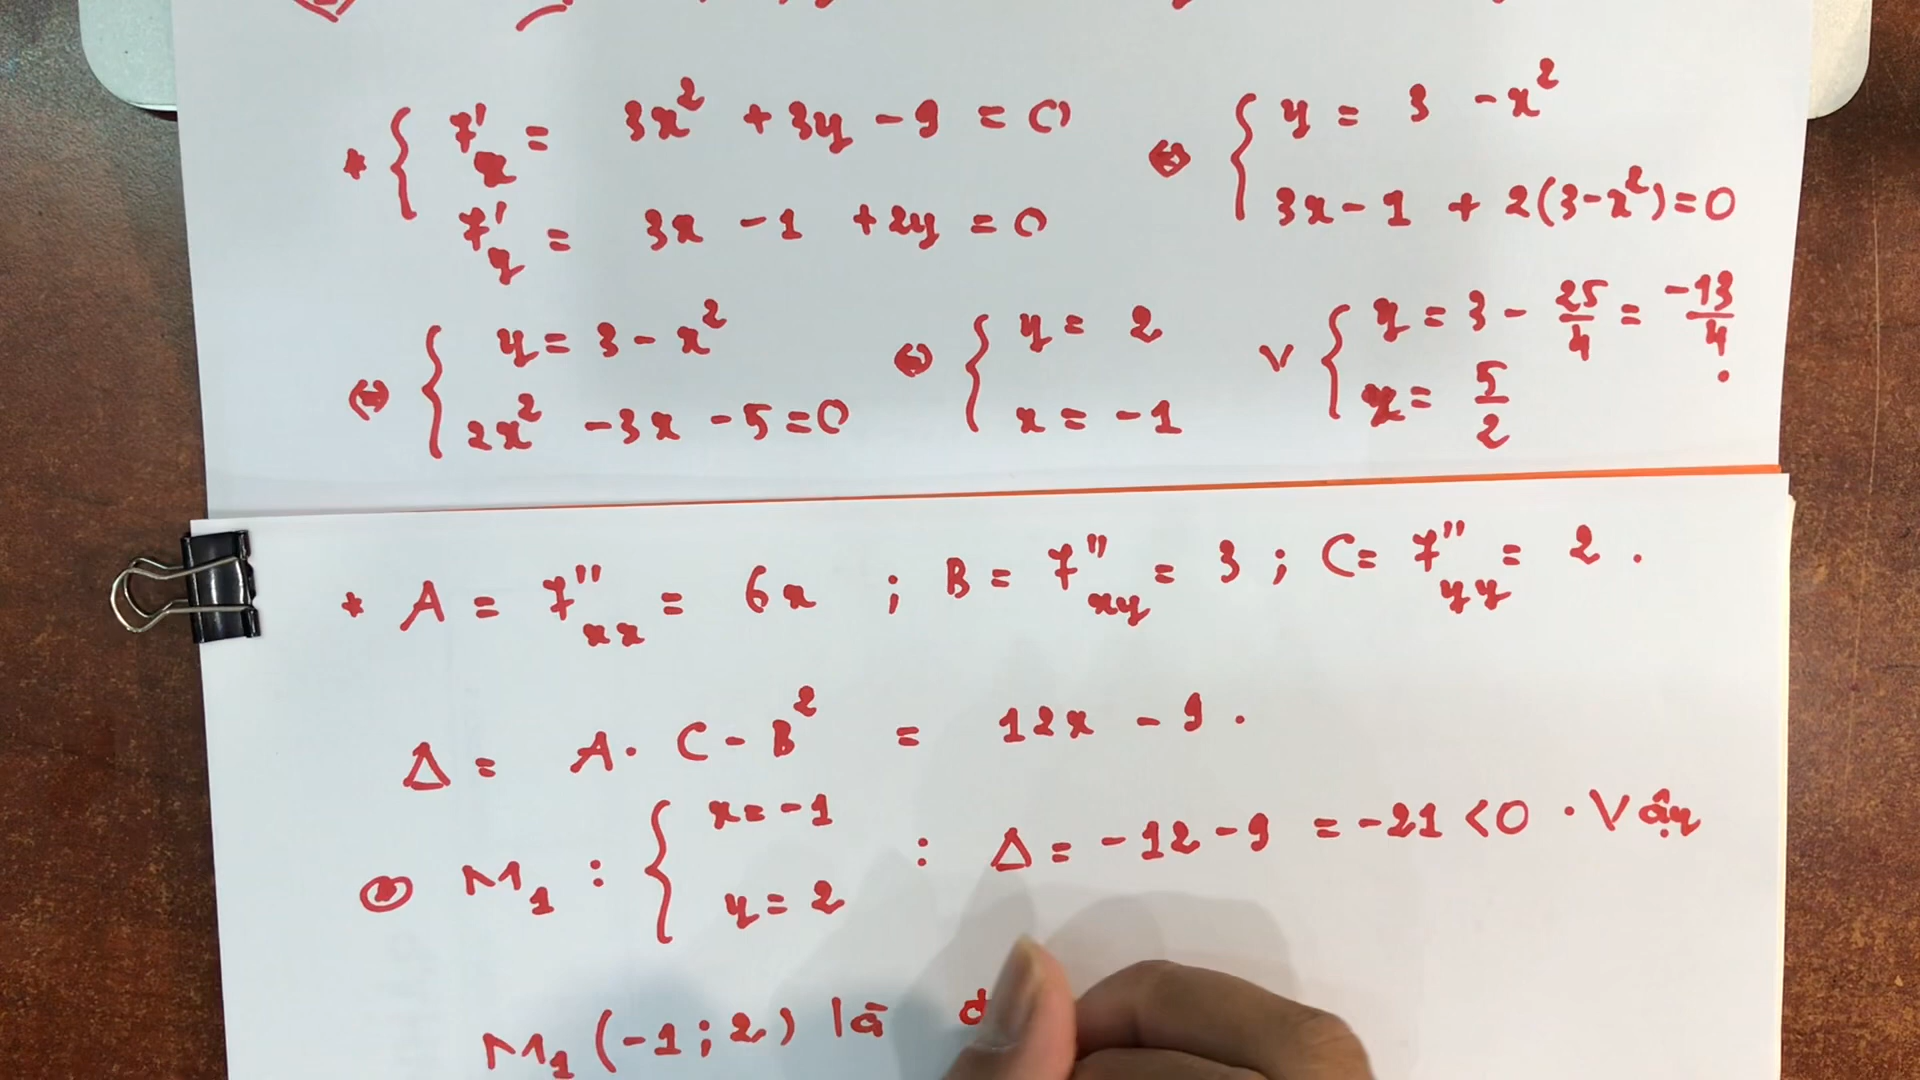 * { f'x = 3x² + 3y - 9 = 0 ⇔ { y = 3 - x²
f'y = 3x - 1 + 2y = 0 3x - 1 + 2(3-x²) = 0
⇔ { y = 3 - x² ⇔ { y = 2 ∨ { y = 3 - 25/4 = -13/4
2x² - 3x - 5 = 0 x = -1 x = 5/2 .
* A = f''xx = 6x ; B = f''xy = 3 ; C = f''yy = 2 .
Δ = A . C - B² = 12x - 9 .
M₁ : { x = -1 y = 2 : Δ = -12 - 9 = -21 < 0 . Vậy
M₁ (-1 ; 2) là